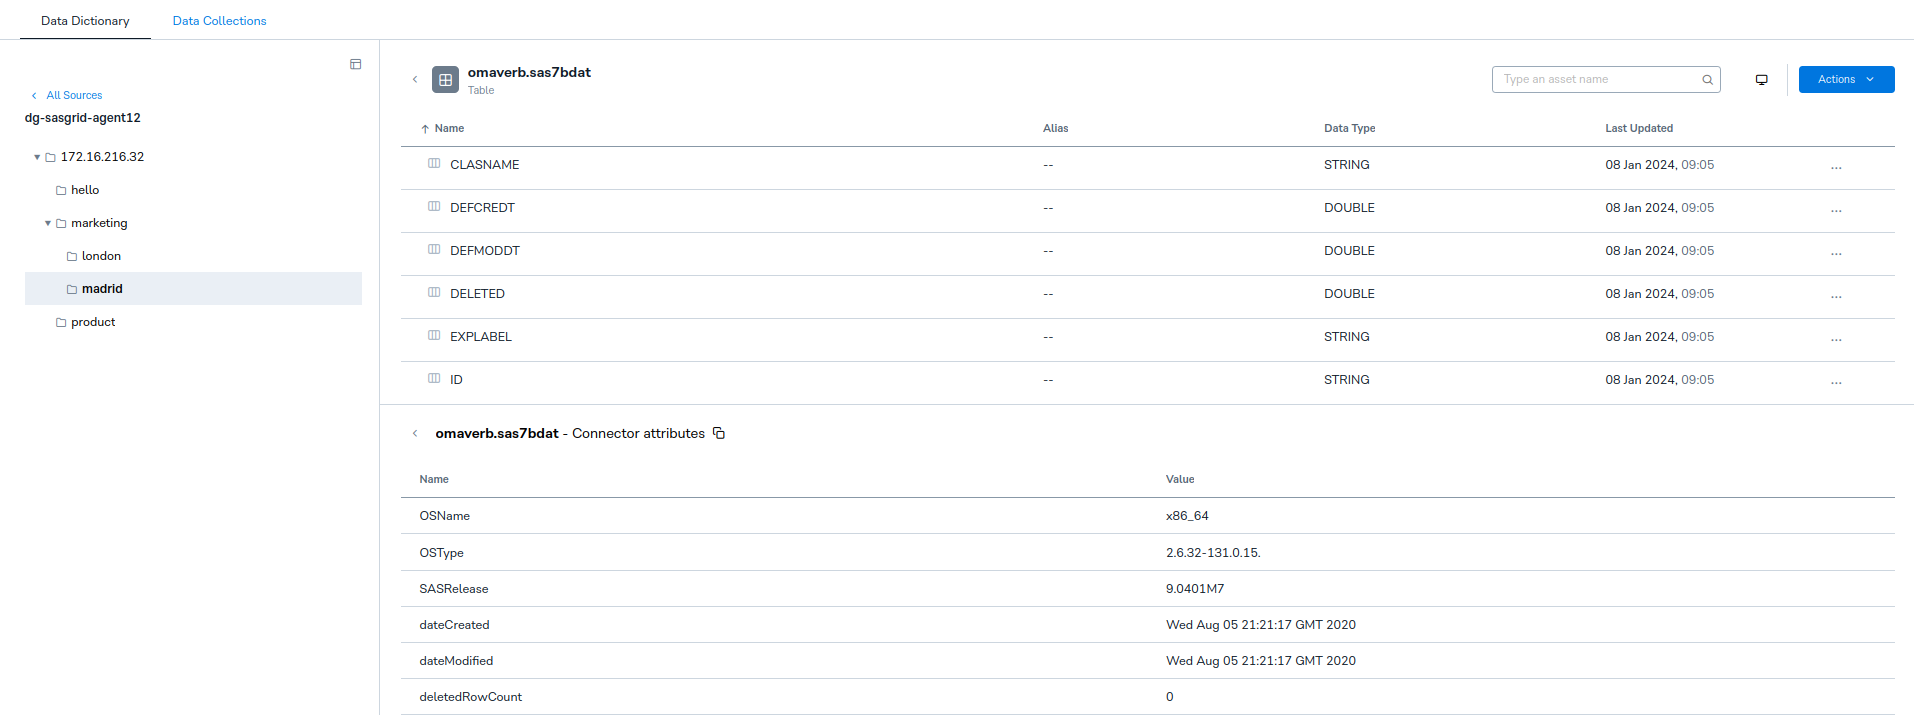 Data Dictionary Data Collections
All Sources
dg-sasgrid-agent12
172.16.216.32
hello
marketing
london
madrid
product
omaverb.sas7bdat
Table
Type an asset name
Actions
Name Alias Data Type Last Updated
CLASNAME -- STRING 08 Jan 2024, 09:05 ...
DEFCREDT -- DOUBLE 08 Jan 2024, 09:05 ...
DEFMODDT -- DOUBLE 08 Jan 2024, 09:05 ...
DELETED -- DOUBLE 08 Jan 2024, 09:05 ...
EXPLABEL -- STRING 08 Jan 2024, 09:05 ...
ID -- STRING 08 Jan 2024, 09:05 ...
omaverb.sas7bdat - Connector attributes
Name Value
OSName x86_64
OSType 2.6.32-131.0.15.
SASRelease 9.0401M7
dateCreated Wed Aug 05 21:21:17 GMT 2020
dateModified Wed Aug 05 21:21:17 GMT 2020
deletedRowCount 0